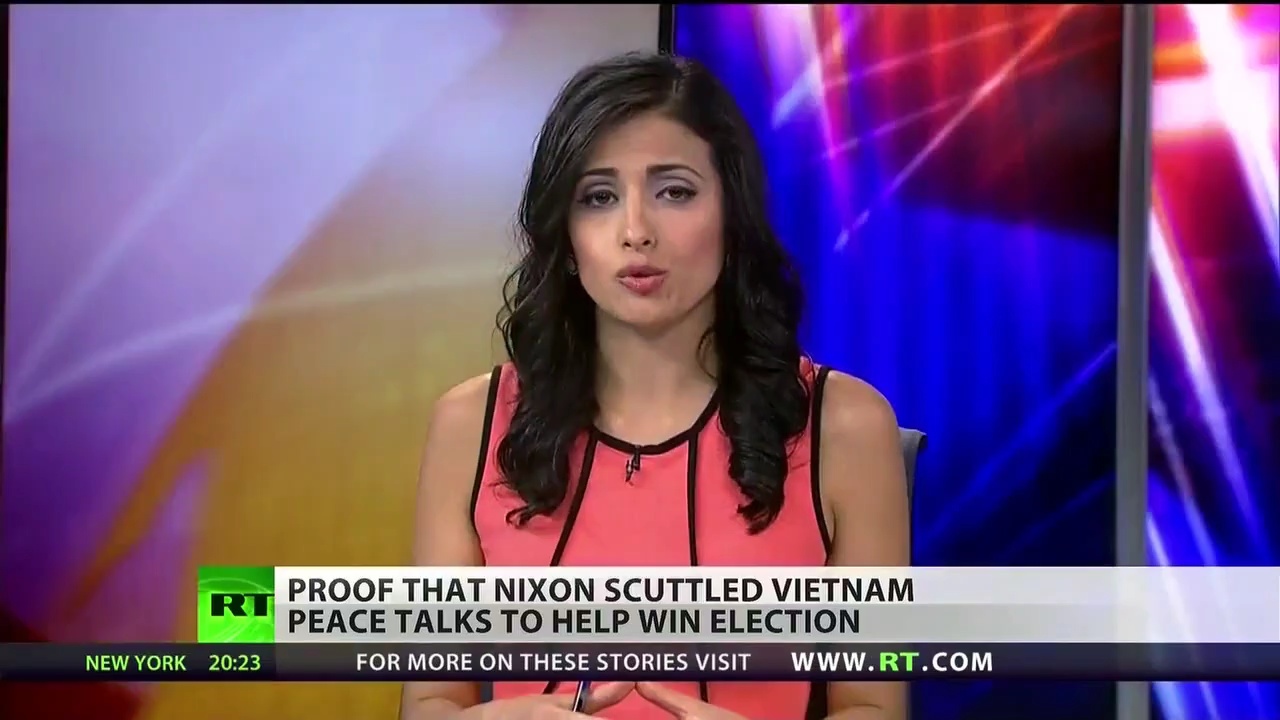 RT
PROOF THAT NIXON SCUTTLED VIETNAM
PEACE TALKS TO HELP WIN ELECTION
NEW YORK 20:23 FOR MORE ON THESE STORIES VISIT WWW.RT.COM